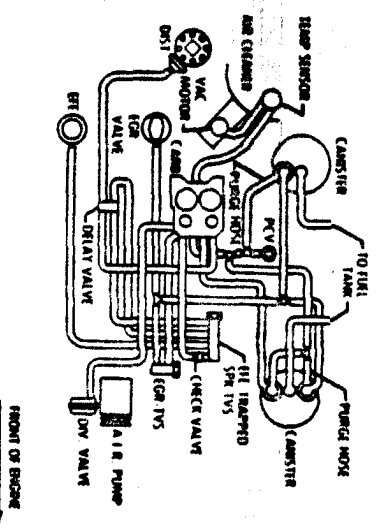 DIST
VAC
MOTOR
AIR CLEANER
TEMP SENSOR
EFE
EGR
VALVE
CARB
PURGE HOSE
PCV
CANISTER
TO FUEL
TANK
DELAY VALVE
DIV. VALVE
A I R PUMP
EGR-TVS
CHECK VALVE
EFE TRAPPED
SPK TVS
CANISTER
PURGE HOSE
FRONT OF ENGINE